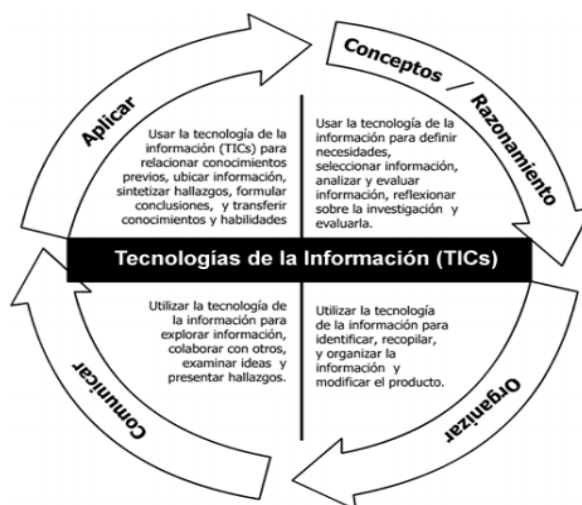 Aplicar
Conceptos / Razonamiento
Usar la tecnología de la
información (TICs) para
relacionar conocimientos
previos, ubicar información,
sintetizar hallazgos, formular
conclusiones, y transferir
conocimientos y habilidades
Usar la tecnología de la
información para definir
necesidades,
seleccionar información,
analizar y evaluar
información, reflexionar
sobre la investigación y
evaluarla.
Tecnologías de la Información (TICs)
Utilizar la tecnología de
la información para
explorar información,
colaborar con otros,
examinar ideas y
presentar hallazgos.
Utilizar la tecnología
de la información para
identificar, recopilar,
y organizar la
información y
modificar el producto.
Comunicar
Organizar